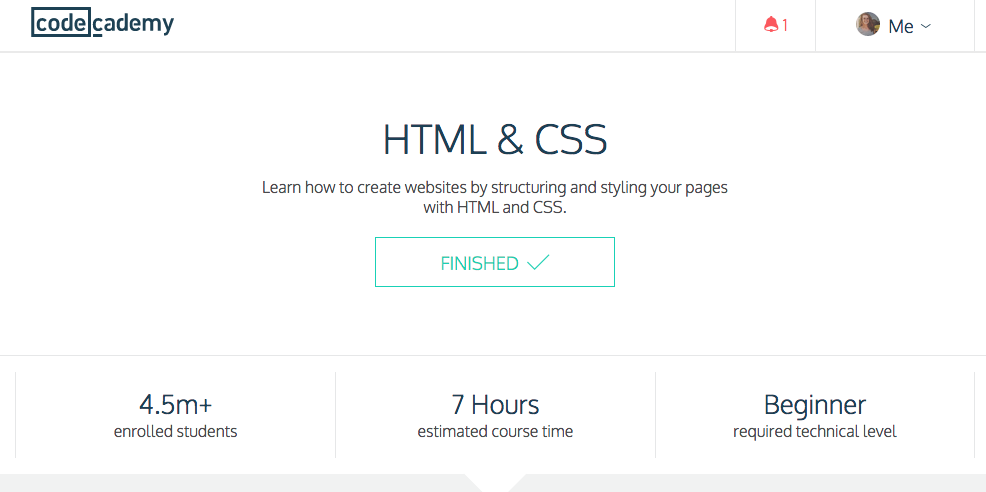 codecademy
1
Me
HTML & CSS
Learn how to create websites by structuring and styling your pages
with HTML and CSS.
FINISHED
4.5m+
enrolled students
7 Hours
estimated course time
Beginner
required technical level